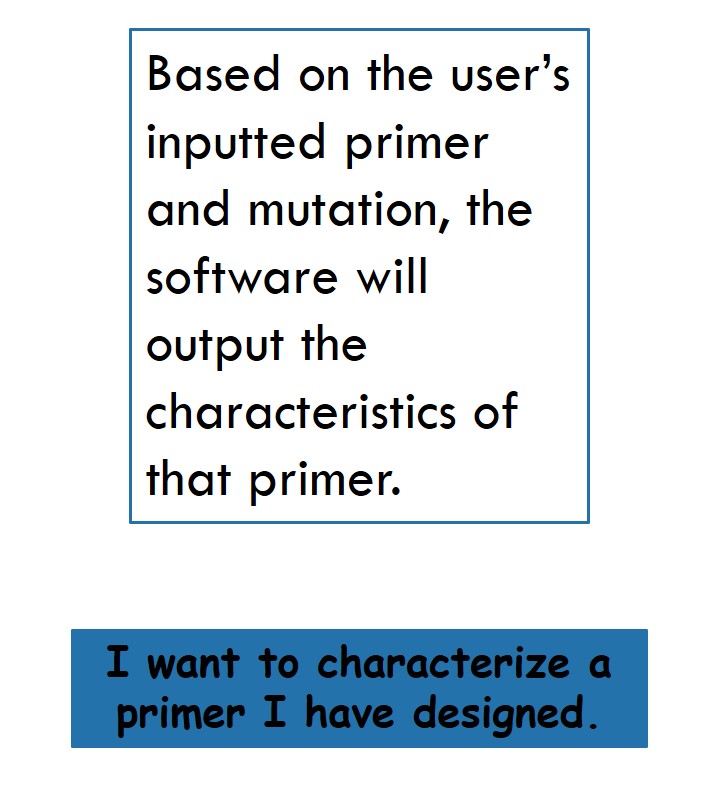 Based on the user’s
inputted primer
and mutation, the
software will
output the
characteristics of
that primer.
I want to characterize a
primer I have designed.